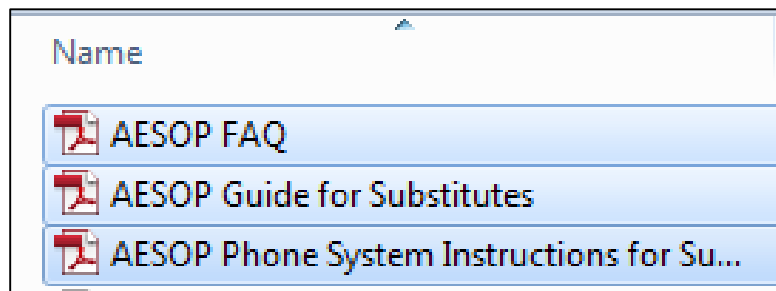 Name
AESOP FAQ
AESOP Guide for Substitutes
AESOP Phone System Instructions for Su...